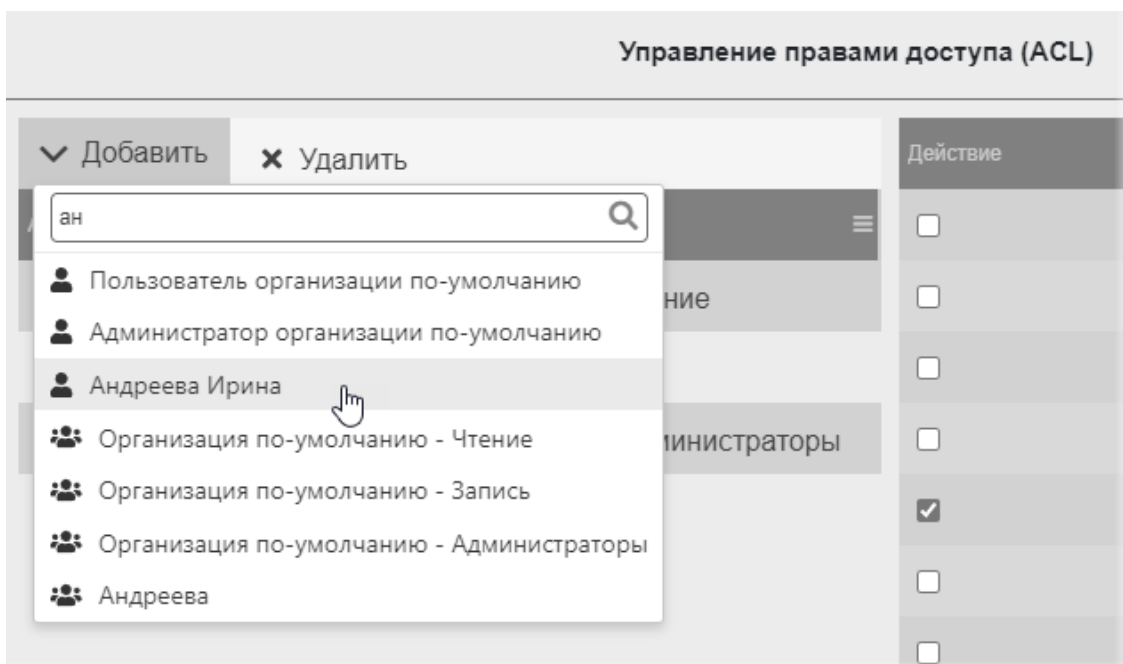 Управление правами доступа (ACL)
Добавить
Удалить
Действие
ан
Пользователь организации по-умолчанию
Администратор организации по-умолчанию
ние
Андреева Ирина
Организация по-умолчанию - Чтение
министраторы
Организация по-умолчанию - Запись
Организация по-умолчанию - Администраторы
Андреева